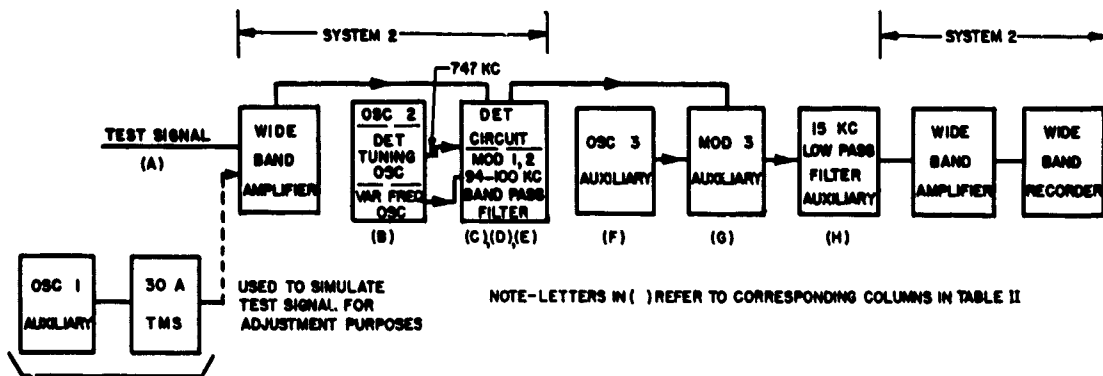 SYSTEM 2
SYSTEM 2
747 KC
TEST SIGNAL
(A)
WIDE
BAND
AMPLIFIER
OSC 2
DET
TUNING
OSC
VAR FREQ
OSC
(B)
DET
CIRCUIT
MOD 1, 2
94-100 KC
BAND PASS
FILTER
(C),(D),(E)
OSC 3
AUXILIARY
(F)
MOD 3
AUXILIARY
(G)
15 KC
LOW PASS
FILTER
AUXILIARY
(H)
WIDE
BAND
AMPLIFIER
WIDE
BAND
RECORDER
OSC 1
AUXILIARY
30 A
TMS
USED TO SIMULATE
TEST SIGNAL FOR
ADJUSTMENT PURPOSES
NOTE-LETTERS IN ( ) REFER TO CORRESPONDING COLUMNS IN TABLE II